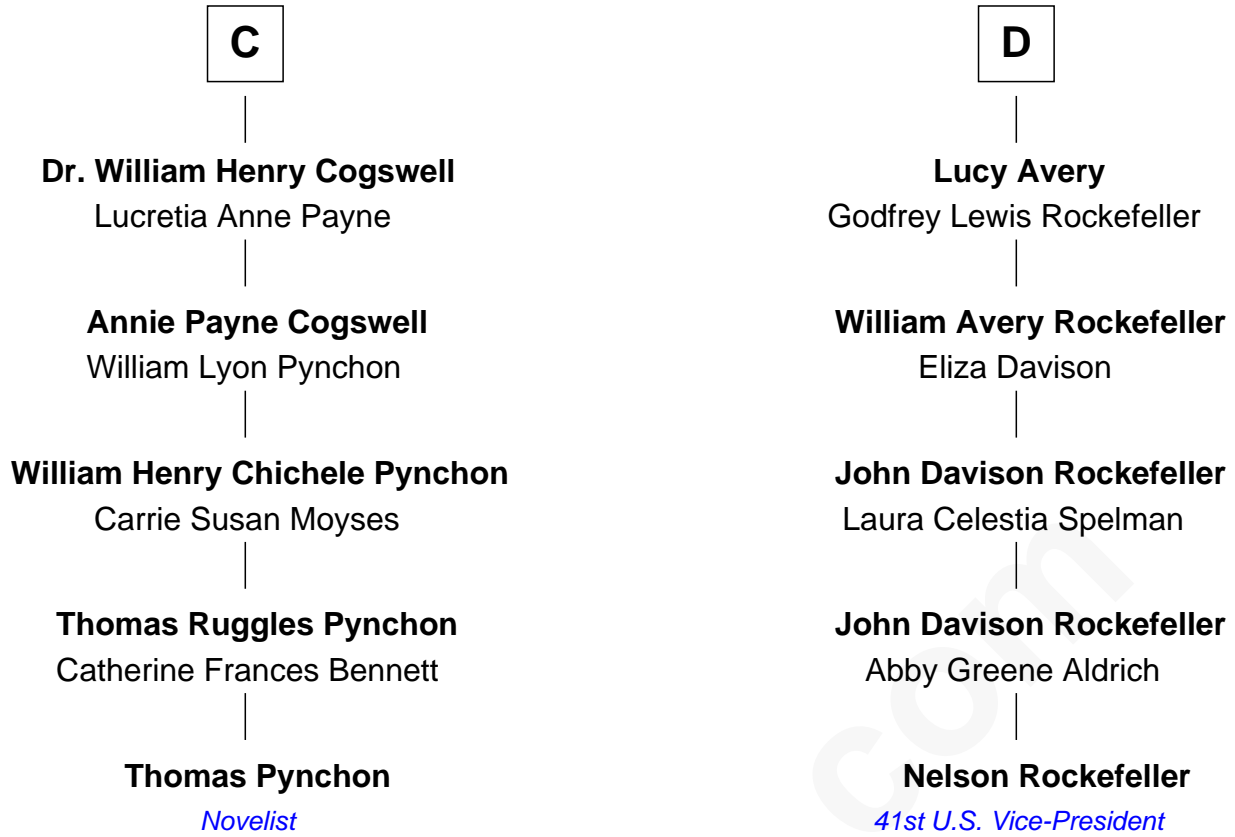 C
Dr. William Henry Cogswell
Lucretia Anne Payne
Annie Payne Cogswell
William Lyon Pynchon
William Henry Chichele Pynchon
Carrie Susan Moyses
Thomas Ruggles Pynchon
Catherine Frances Bennett
Thomas Pynchon
Novelist
D
Lucy Avery
Godfrey Lewis Rockefeller
William Avery Rockefeller
Eliza Davison
John Davison Rockefeller
Laura Celestia Spelman
John Davison Rockefeller
Abby Greene Aldrich
Nelson Rockefeller
41st U.S. Vice-President
com